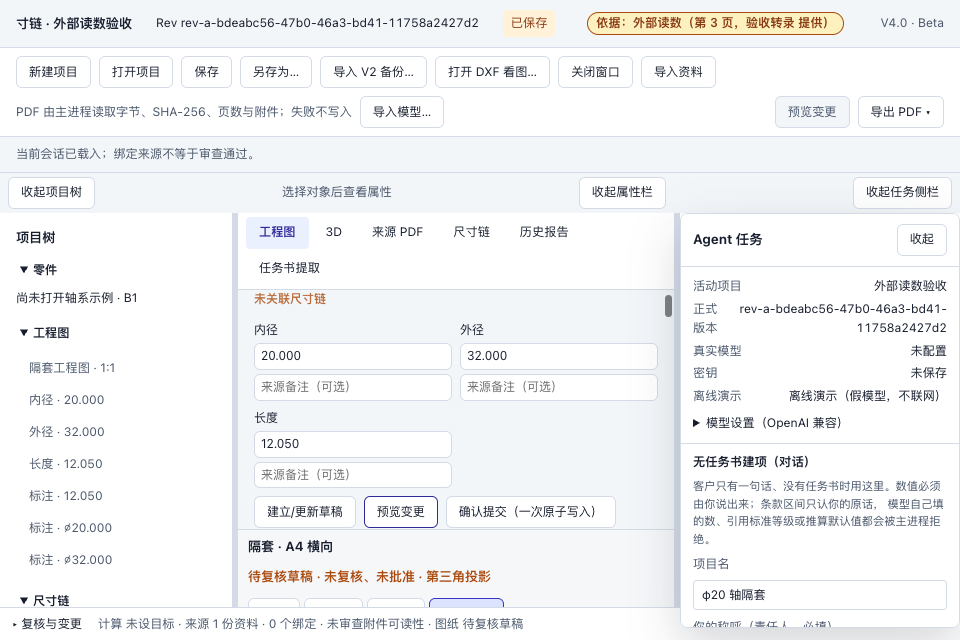 寸链 · 外部读数验收
Rev rev-a-bdeabc56-47b0-46a3-bd41-11758a2427d2
已保存
依据：外部读数（第 3 页，验收转录 提供）
V4.0 · Beta
新建项目
打开项目
保存
另存为…
导入 V2 备份…
打开 DXF 看图…
关闭窗口
导入资料
PDF 由主进程读取字节、SHA-256、页数与附件；失败不写入
导入模型…
预览变更
导出 PDF ▾
当前会话已载入；绑定来源不等于审查通过。
收起项目树
选择对象后查看属性
收起属性栏
收起任务侧栏
项目树
▼ 零件
尚未打开轴系示例 · B1
▼ 工程图
隔套工程图 · 1:1
内径 · 20.000
外径 · 32.000
长度 · 12.050
标注 · 12.050
标注 · ⌀20.000
标注 · ⌀32.000
▼ 尺寸链
工程图
3D
来源 PDF
尺寸链
历史报告
任务书提取
未关联尺寸链
内径
外径
20.000
32.000
来源备注（可选）
来源备注（可选）
长度
12.050
来源备注（可选）
建立/更新草稿
预览变更
确认提交（一次原子写入）
隔套 · A4 横向
待复核草稿 · 未复核、未批准 · 第三角投影
Agent 任务
收起
活动项目
外部读数验收
正式版本
rev-a-bdeabc56-47b0-46a3-bd41-11758a2427d2
真实模型
未配置
密钥
未保存
离线演示
离线演示（假模型，不联网）
▶ 模型设置（OpenAI 兼容）
无任务书建项（对话）
客户只有一句话、没有任务书时用这里。数值必须
由你说出来；条款区间只认你的原话， 模型自己填
的数、引用标准等级或推算默认值都会被主进程拒
绝。
项目名
φ20 轴隔套
你的称呼（责任人，必填）
▸ 复核与变更
计算 未设目标 · 来源 1 份资料 · 0 个绑定 · 未审查附件可读性 · 图纸 待复核草稿